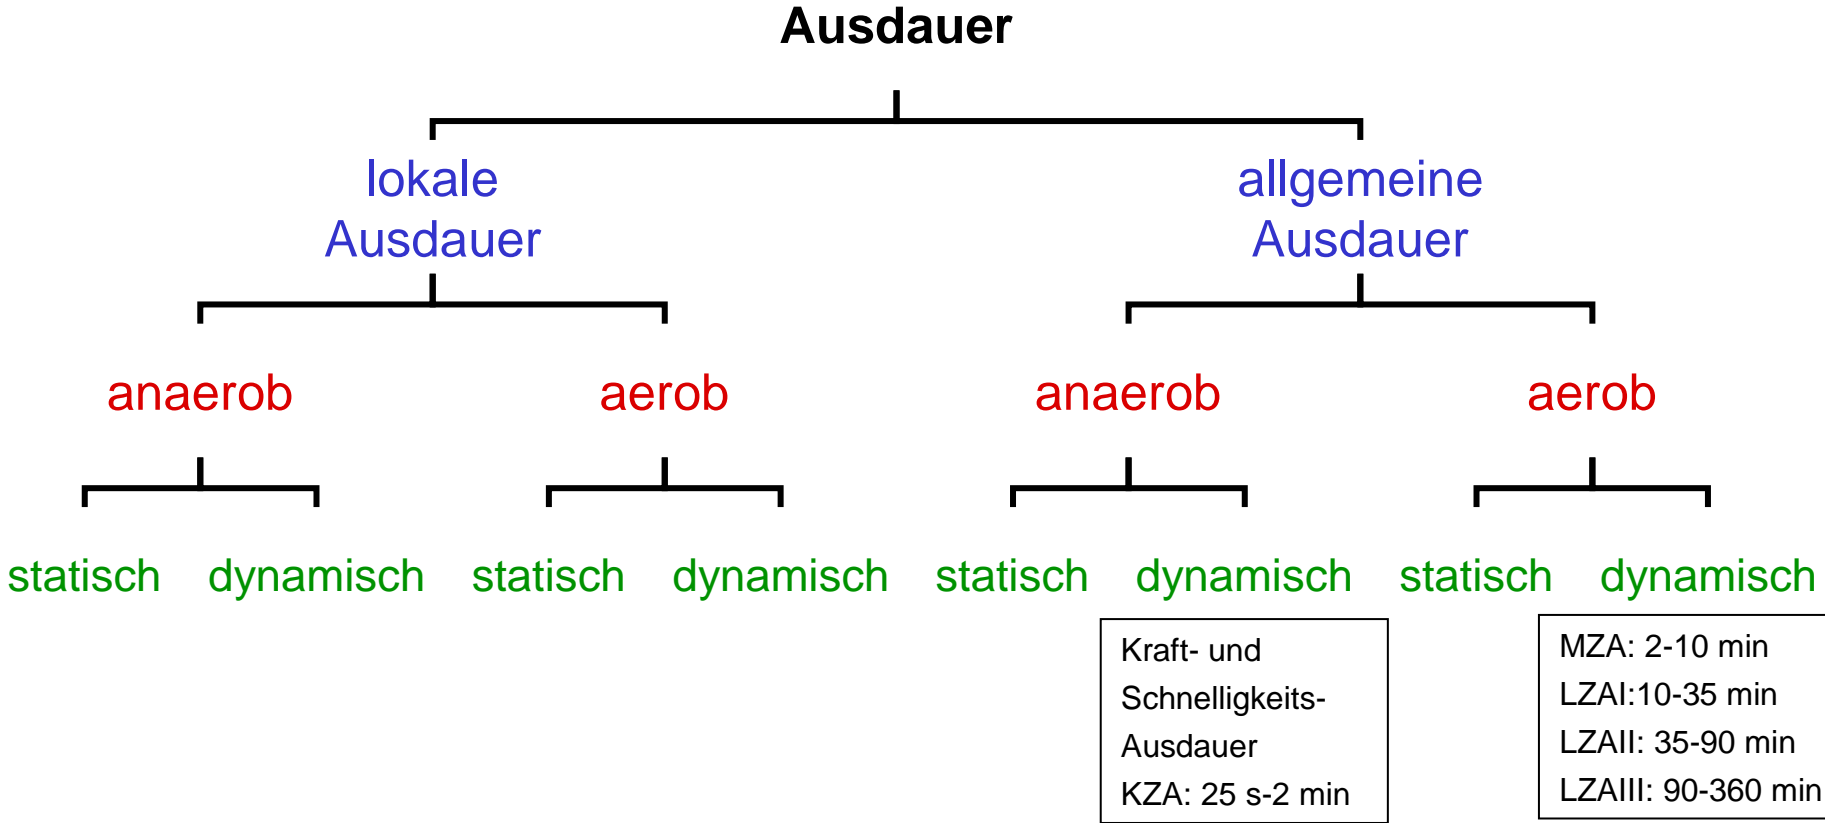 Ausdauer
lokale
Ausdauer
allgemeine
Ausdauer
anaerob
aerob
anaerob
aerob
statisch
dynamisch
statisch
dynamisch
statisch
dynamisch
statisch
dynamisch
Kraft- und
Schnelligkeits-
Ausdauer
KZA: 25 s-2 min
MZA: 2-10 min
LZAI:10-35 min
LZAII: 35-90 min
LZAIII: 90-360 min